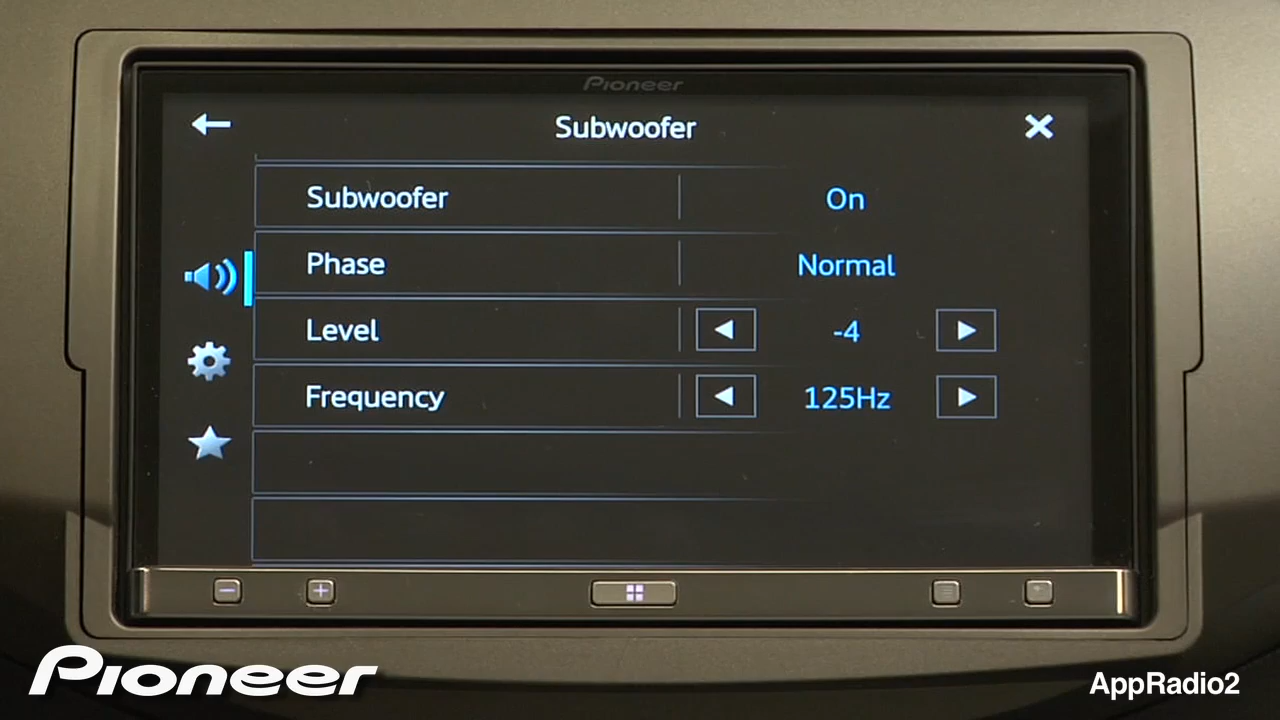 Pioneer
Subwoofer
Subwoofer On
Phase Normal
Level -4
Frequency 125Hz
Pioneer
AppRadio2